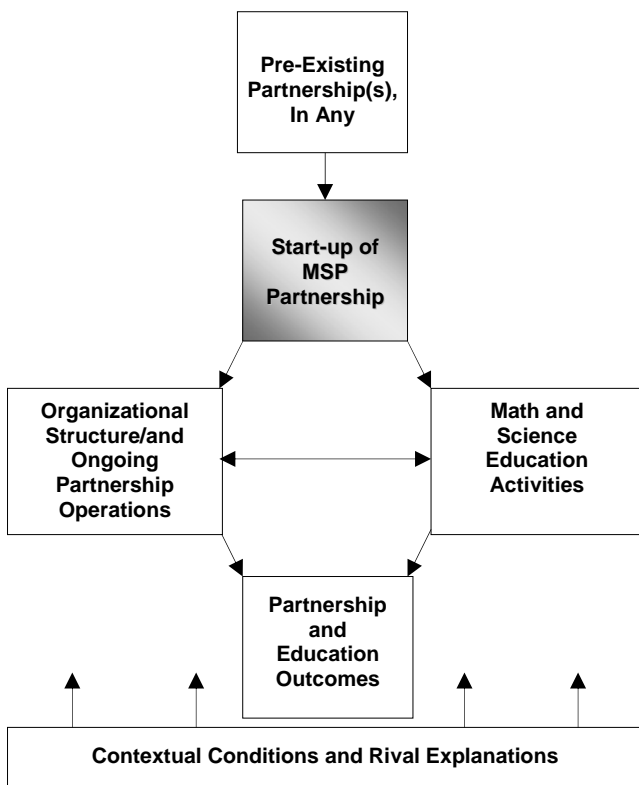 Pre-Existing
Partnership(s),
In Any
Start-up of
MSP
Partnership
Organizational
Structure/and
Ongoing
Partnership
Operations
Math and
Science
Education
Activities
Partnership
and
Education
Outcomes
Contextual Conditions and Rival Explanations